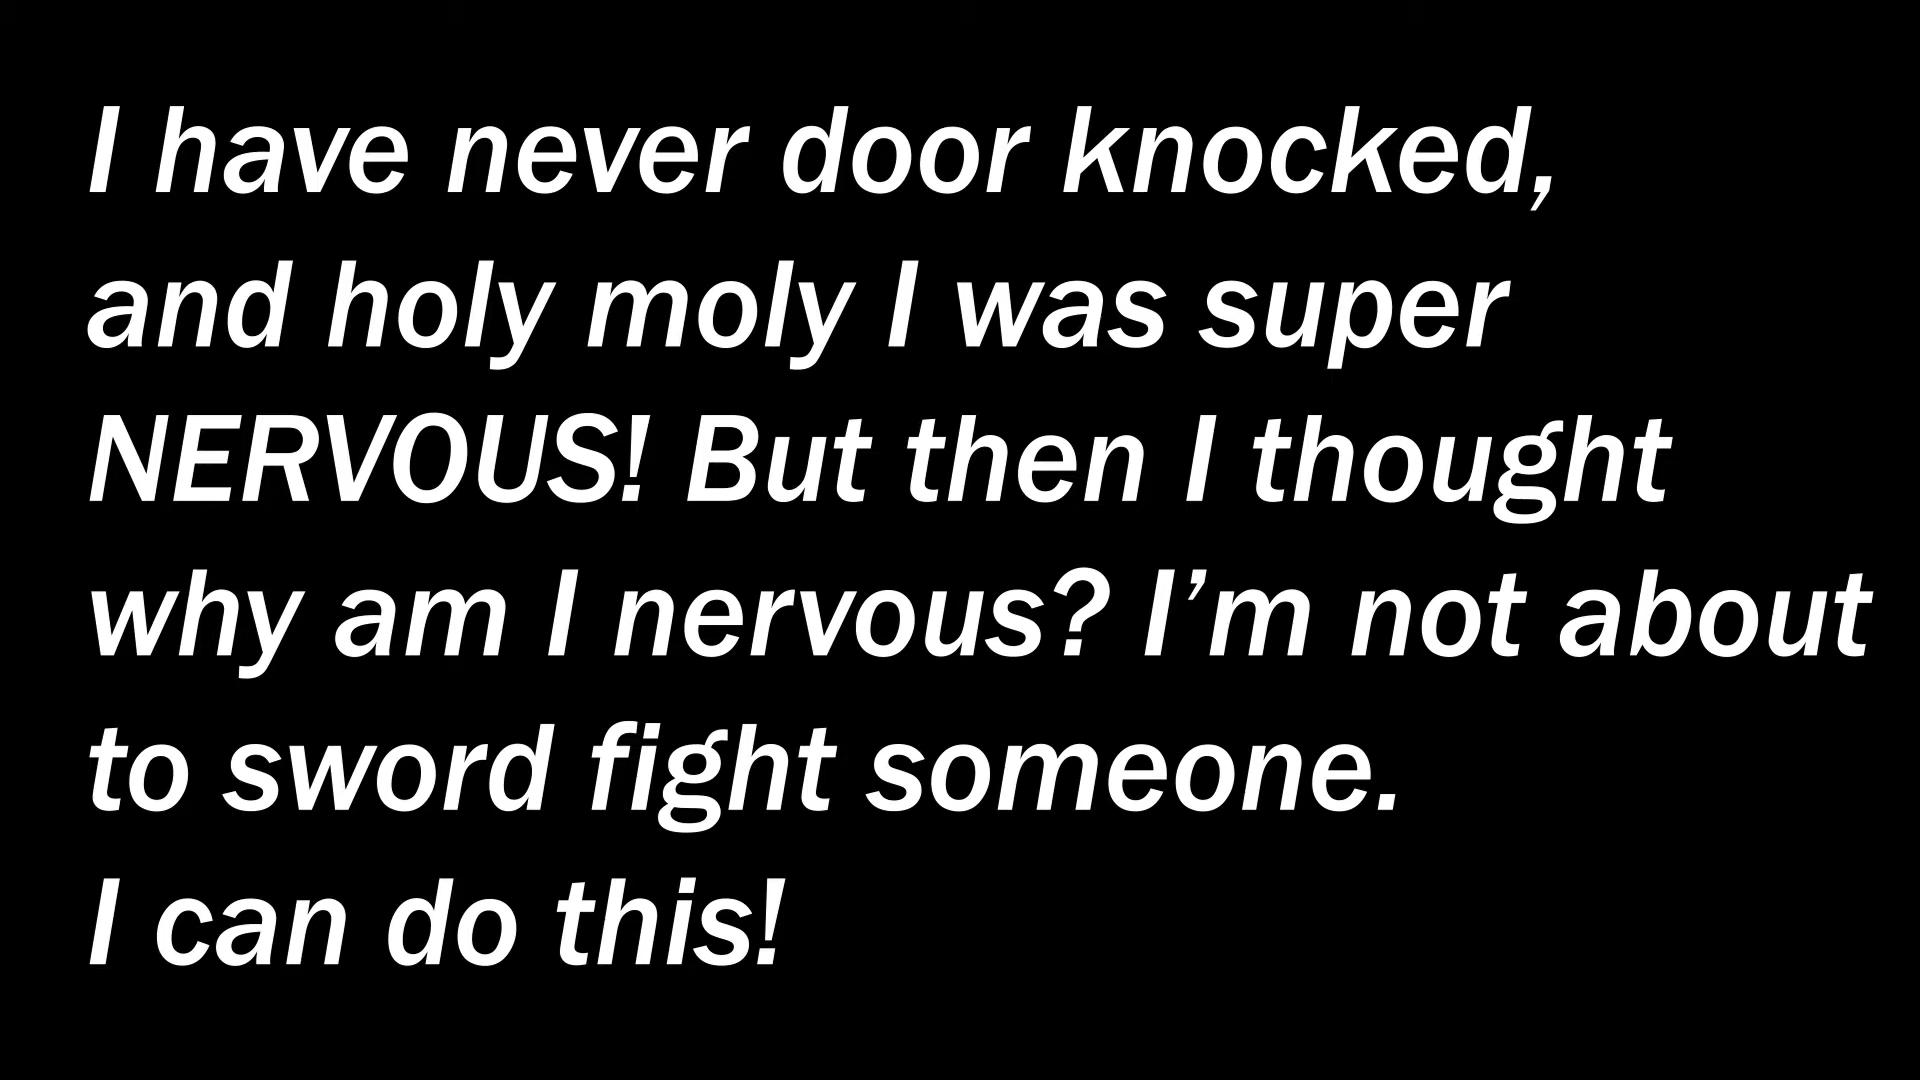 I have never door knocked,
and holy moly I was super
NERVOUS! But then I thought
why am I nervous? I’m not about
to sword fight someone.
I can do this!